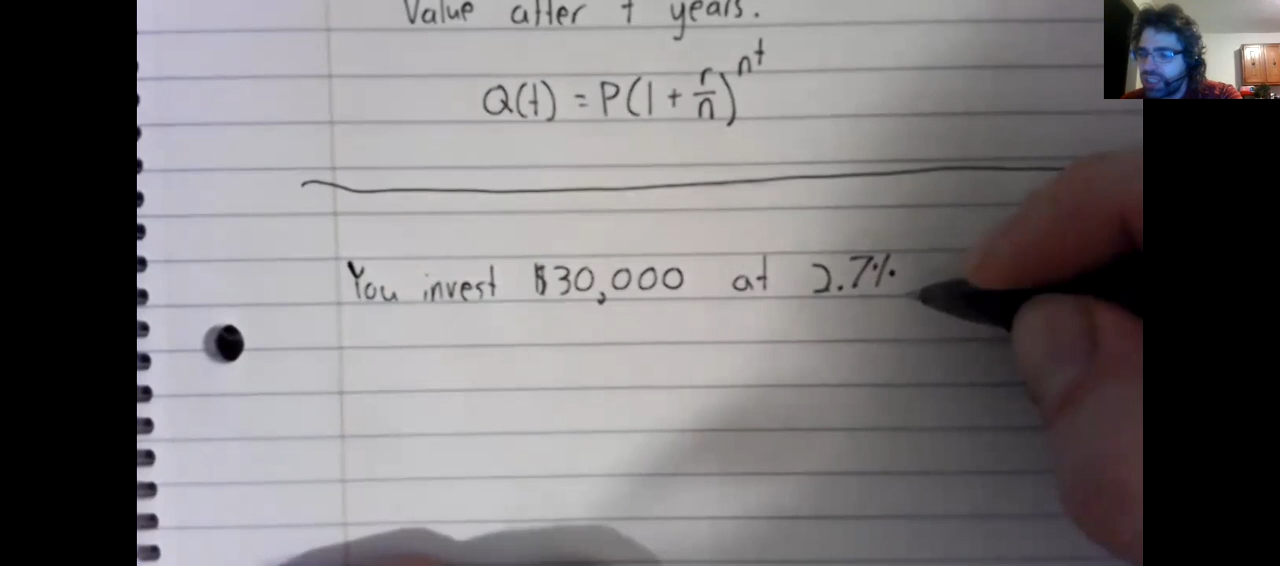 Value after t years.
Q(t) = P(1 + r/n)^nt
You invest $30,000 at 2.7%